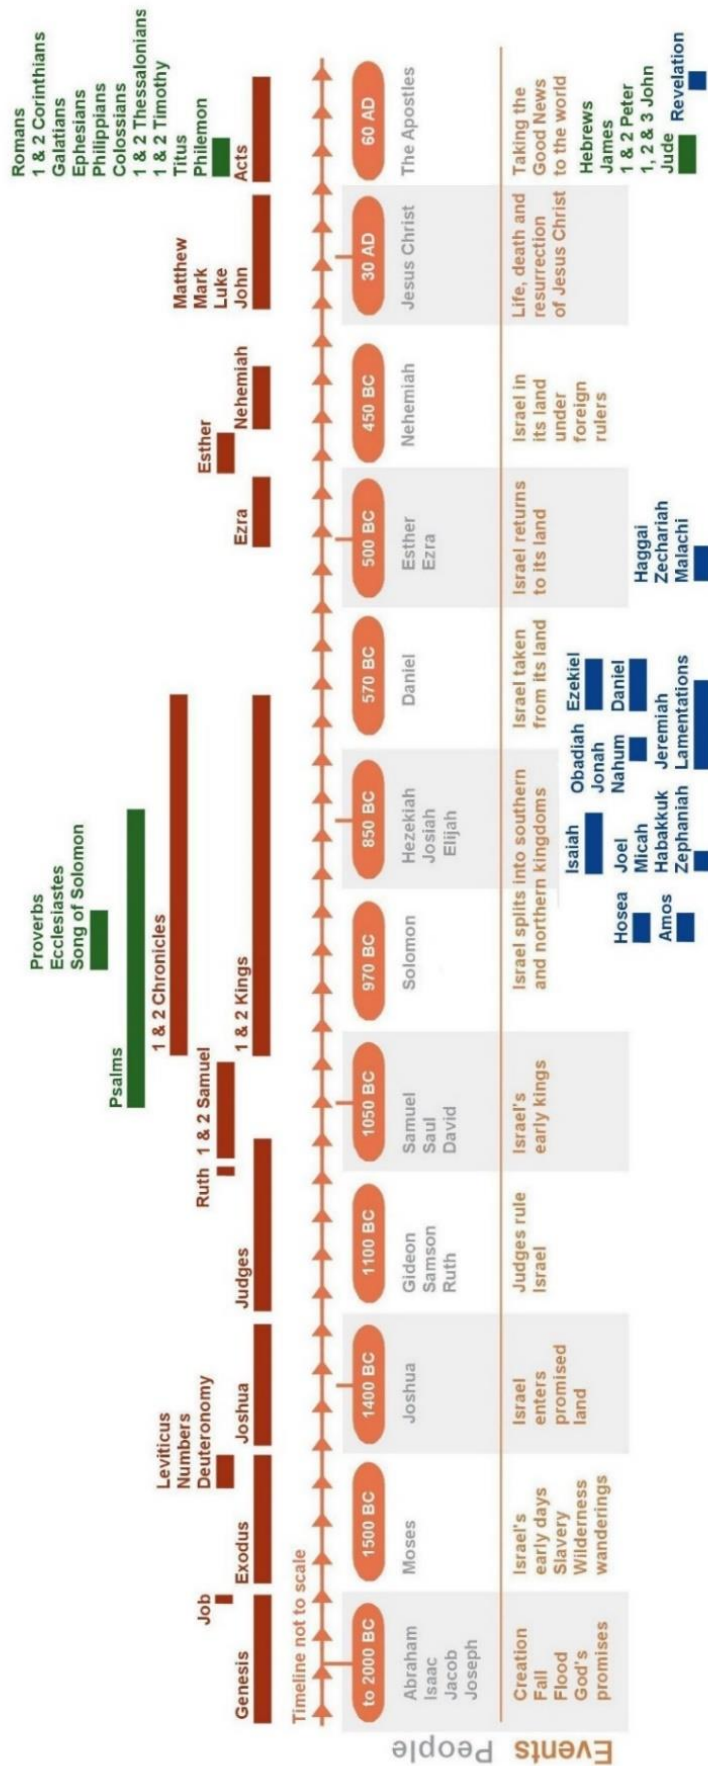 Proverbs
Ecclesiastes
Song of Solomon
Psalms
1 & 2 Chronicles
Romans
1 & 2 Corinthians
Galatians
Ephesians
Philippians
Colossians
1 & 2 Thessalonians
1 & 2 Timothy
Titus
Philemon
Leviticus
Numbers
Deuteronomy
Job
Ruth
1 & 2 Samuel
Esther
Matthew
Mark
Luke
John
Genesis
Exodus
Joshua
Judges
1 & 2 Kings
Ezra
Nehemiah
Acts
Timeline not to scale
to 2000 BC
1500 BC
1400 BC
1100 BC
1050 BC
970 BC
850 BC
570 BC
500 BC
450 BC
30 AD
60 AD
People
Abraham
Isaac
Jacob
Joseph
Moses
Joshua
Gideon
Samson
Ruth
Samuel
Saul
David
Solomon
Hezekiah
Josiah
Elijah
Daniel
Esther
Ezra
Nehemiah
Jesus Christ
The Apostles
Events
Creation
Fall
Flood
God's
promises
Israel's
early days
Slavery
Wilderness
wanderings
Israel
enters
promised
land
Judges rule
Israel
Israel's
early kings
Israel splits into southern
and northern kingdoms
Israel taken
from its land
Israel returns
to its land
Israel in
its land
under
foreign
rulers
Life, death and
resurrection
of Jesus Christ
Taking the
Good News
to the world
Hosea
Amos
Isaiah
Joel
Micah
Habakkuk
Zephaniah
Obadiah
Jonah
Nahum
Ezekiel
Daniel
Jeremiah
Lamentations
Haggai
Zechariah
Malachi
Hebrews
James
1 & 2 Peter
1, 2 & 3 John
Jude
Revelation